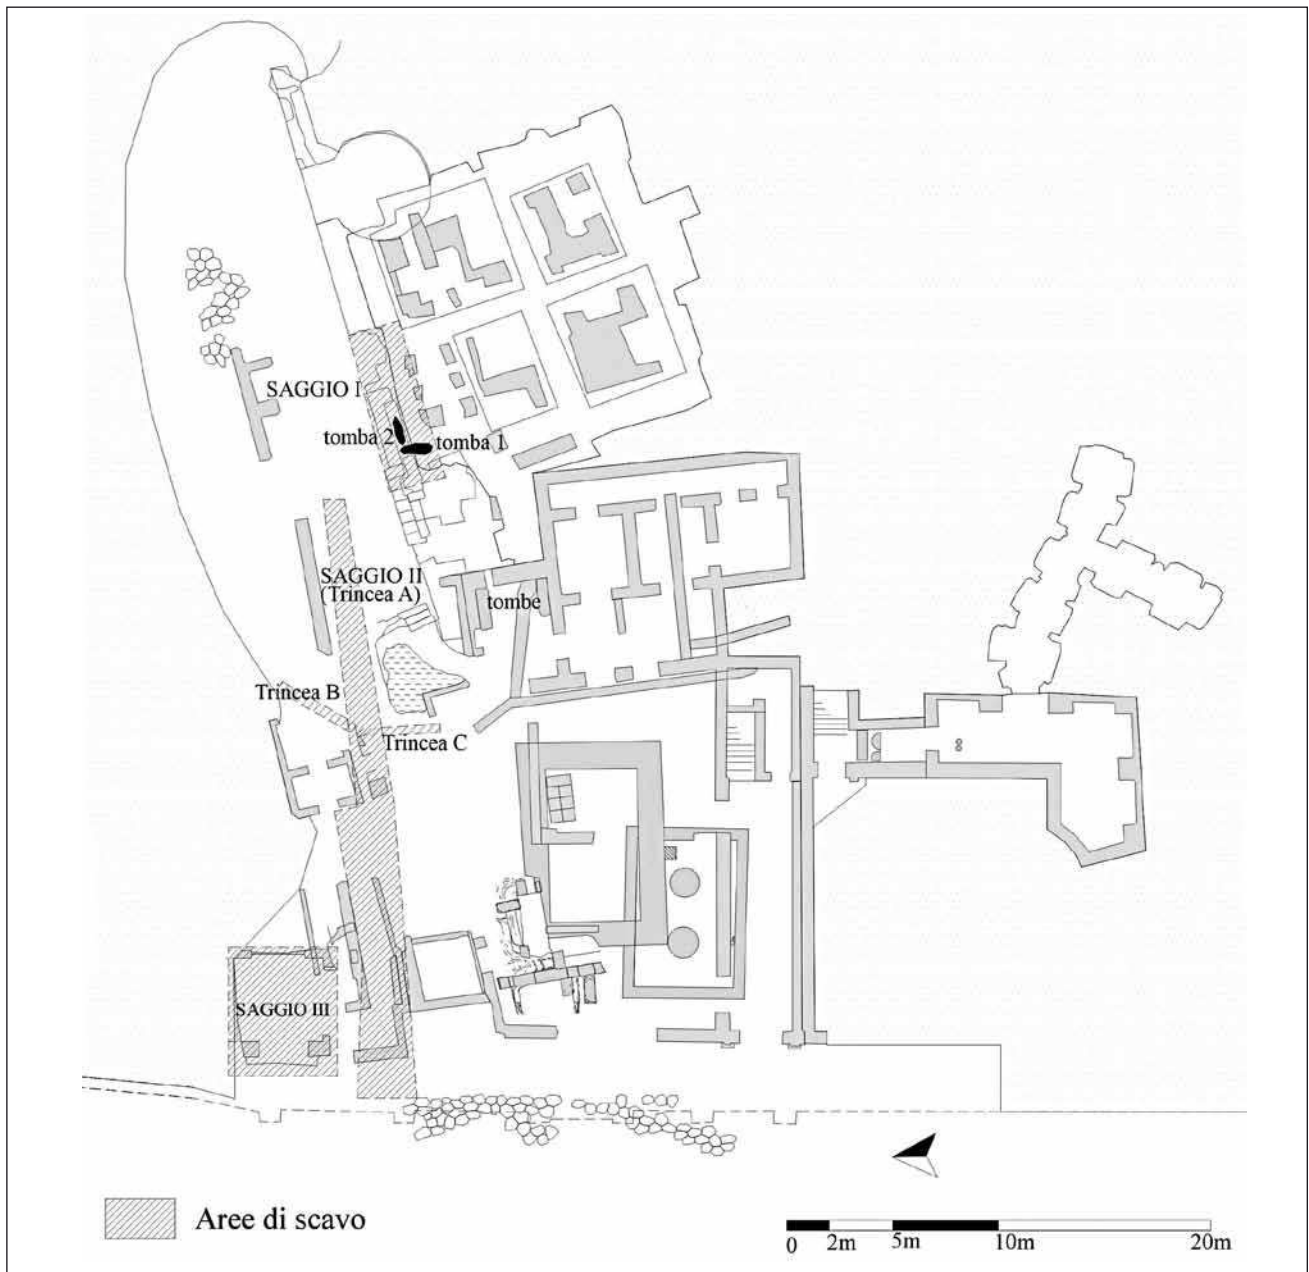 SAGGIO I
tomba 2
tomba 1
SAGGIO II
(Trincea A)
tombe
Trincea B
Trincea C
SAGGIO III
Aree di scavo
0 2m 5m 10m 20m